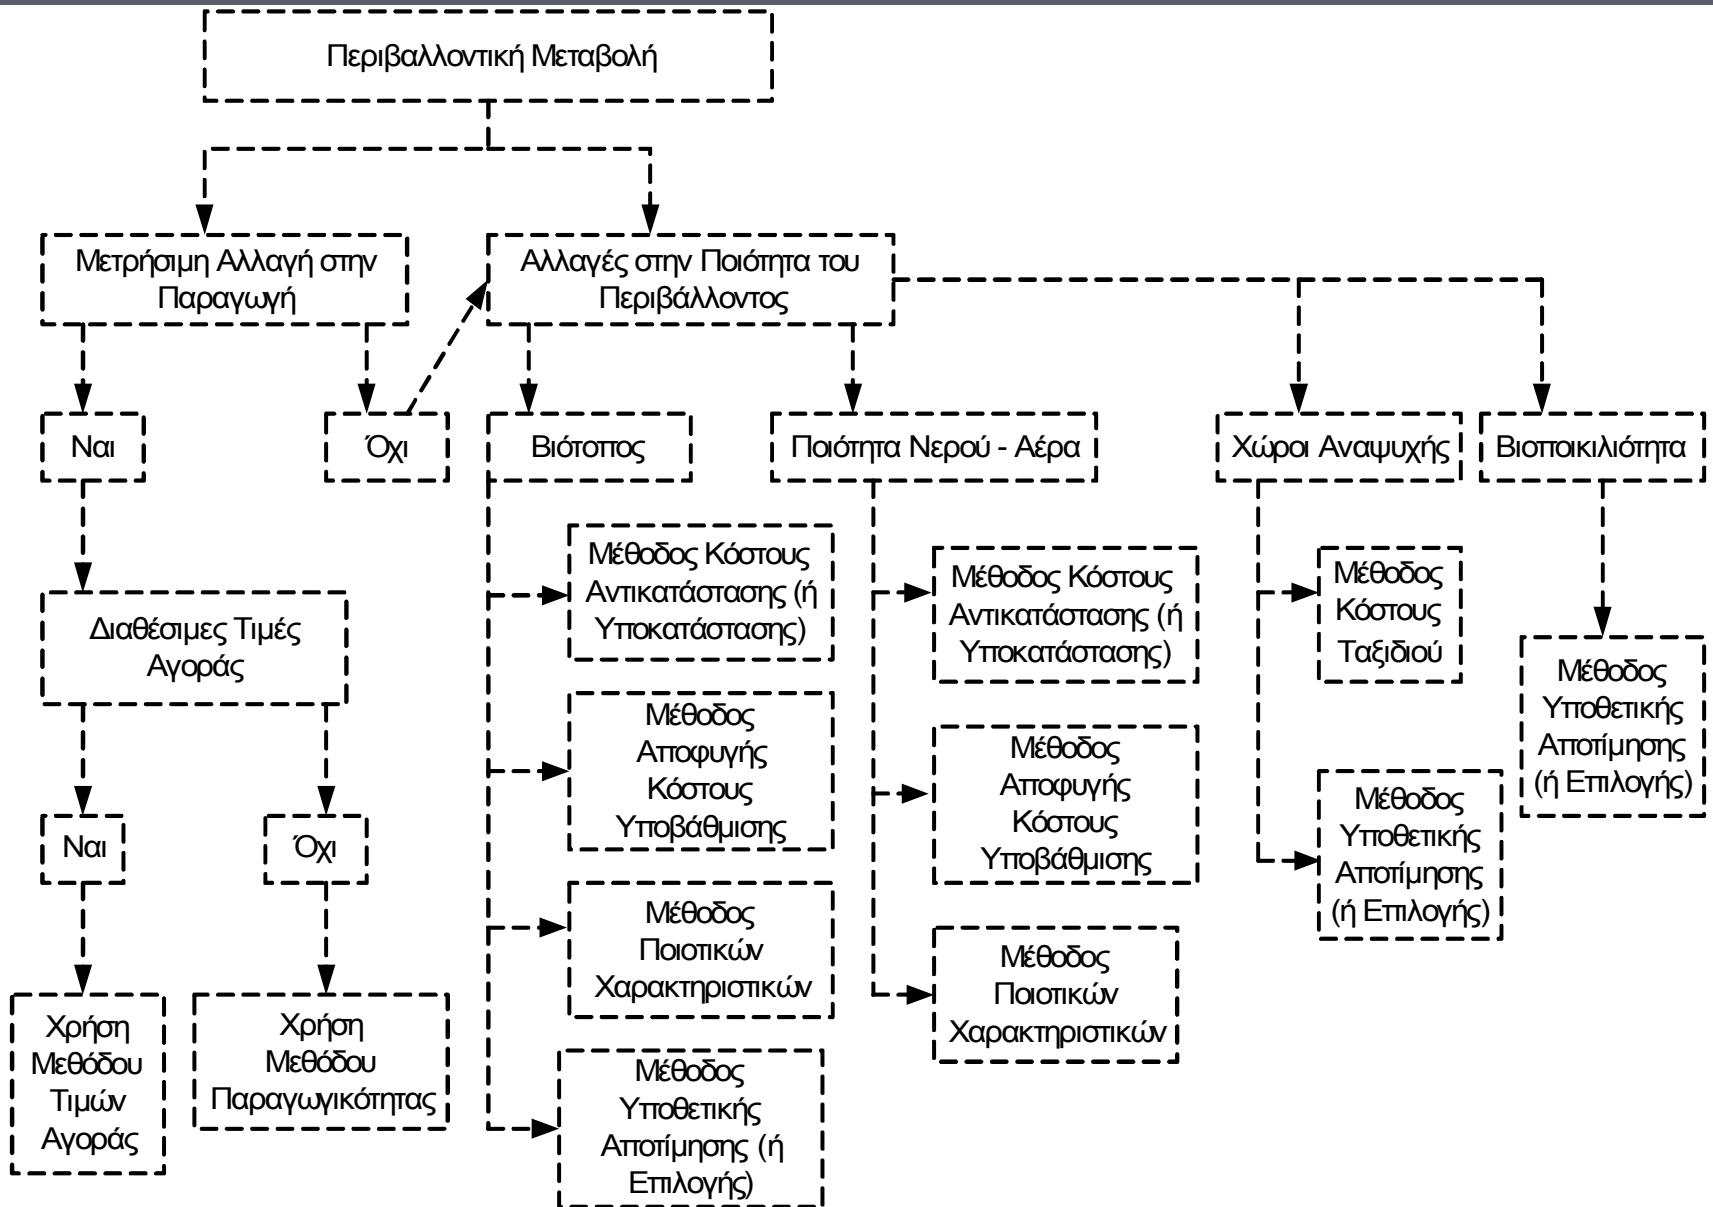 Περιβαλλοντική Μεταβολή
Μετρήσιμη Αλλαγή στην
Παραγωγή
Αλλαγές στην Ποιότητα του
Περιβάλλοντος
Ναι
Όχι
Βιότοπος
Ποιότητα Νερού - Αέρα
Χώροι Αναψυχής
Βιοποικιλιότητα
Διαθέσιμες Τιμές
Αγοράς
Ναι
Όχι
Χρήση
Μεθόδου
Τιμών
Αγοράς
Χρήση
Μεθόδου
Παραγωγικότητας
Μέθοδος Κόστους
Αντικατάστασης (ή
Υποκατάστασης)
Μέθοδος
Αποφυγής
Κόστους
Υποβάθμισης
Μέθοδος
Ποιοτικών
Χαρακτηριστικών
Μέθοδος
Υποθετικής
Αποτίμησης (ή
Επιλογής)
Μέθοδος Κόστους
Αντικατάστασης (ή
Υποκατάστασης)
Μέθοδος
Αποφυγής
Κόστους
Υποβάθμισης
Μέθοδος
Ποιοτικών
Χαρακτηριστικών
Μέθοδος
Κόστους
Ταξιδιού
Μέθοδος
Υποθετικής
Αποτίμησης
(ή Επιλογής)
Μέθοδος
Υποθετικής
Αποτίμησης
(ή Επιλογής)